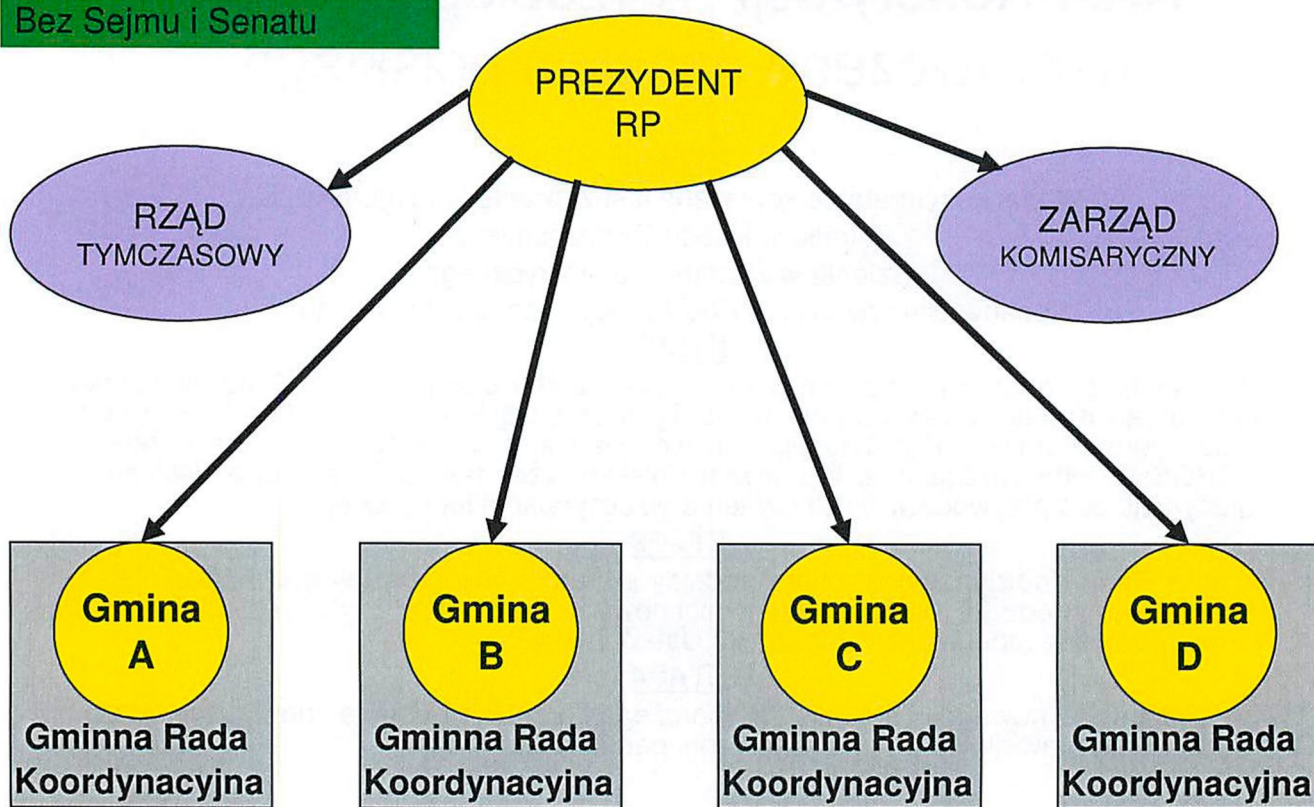 Bez Sejmu i Senatu
PREZYDENT
RP
RZĄD
TYMCZASOWY
ZARZĄD
KOMISARYCZNY
Gmina
A
Gminna Rada
Koordynacyjna
Gmina
B
Gminna Rada
Koordynacyjna
Gmina
C
Gminna Rada
Koordynacyjna
Gmina
D
Gminna Rada
Koordynacyjna